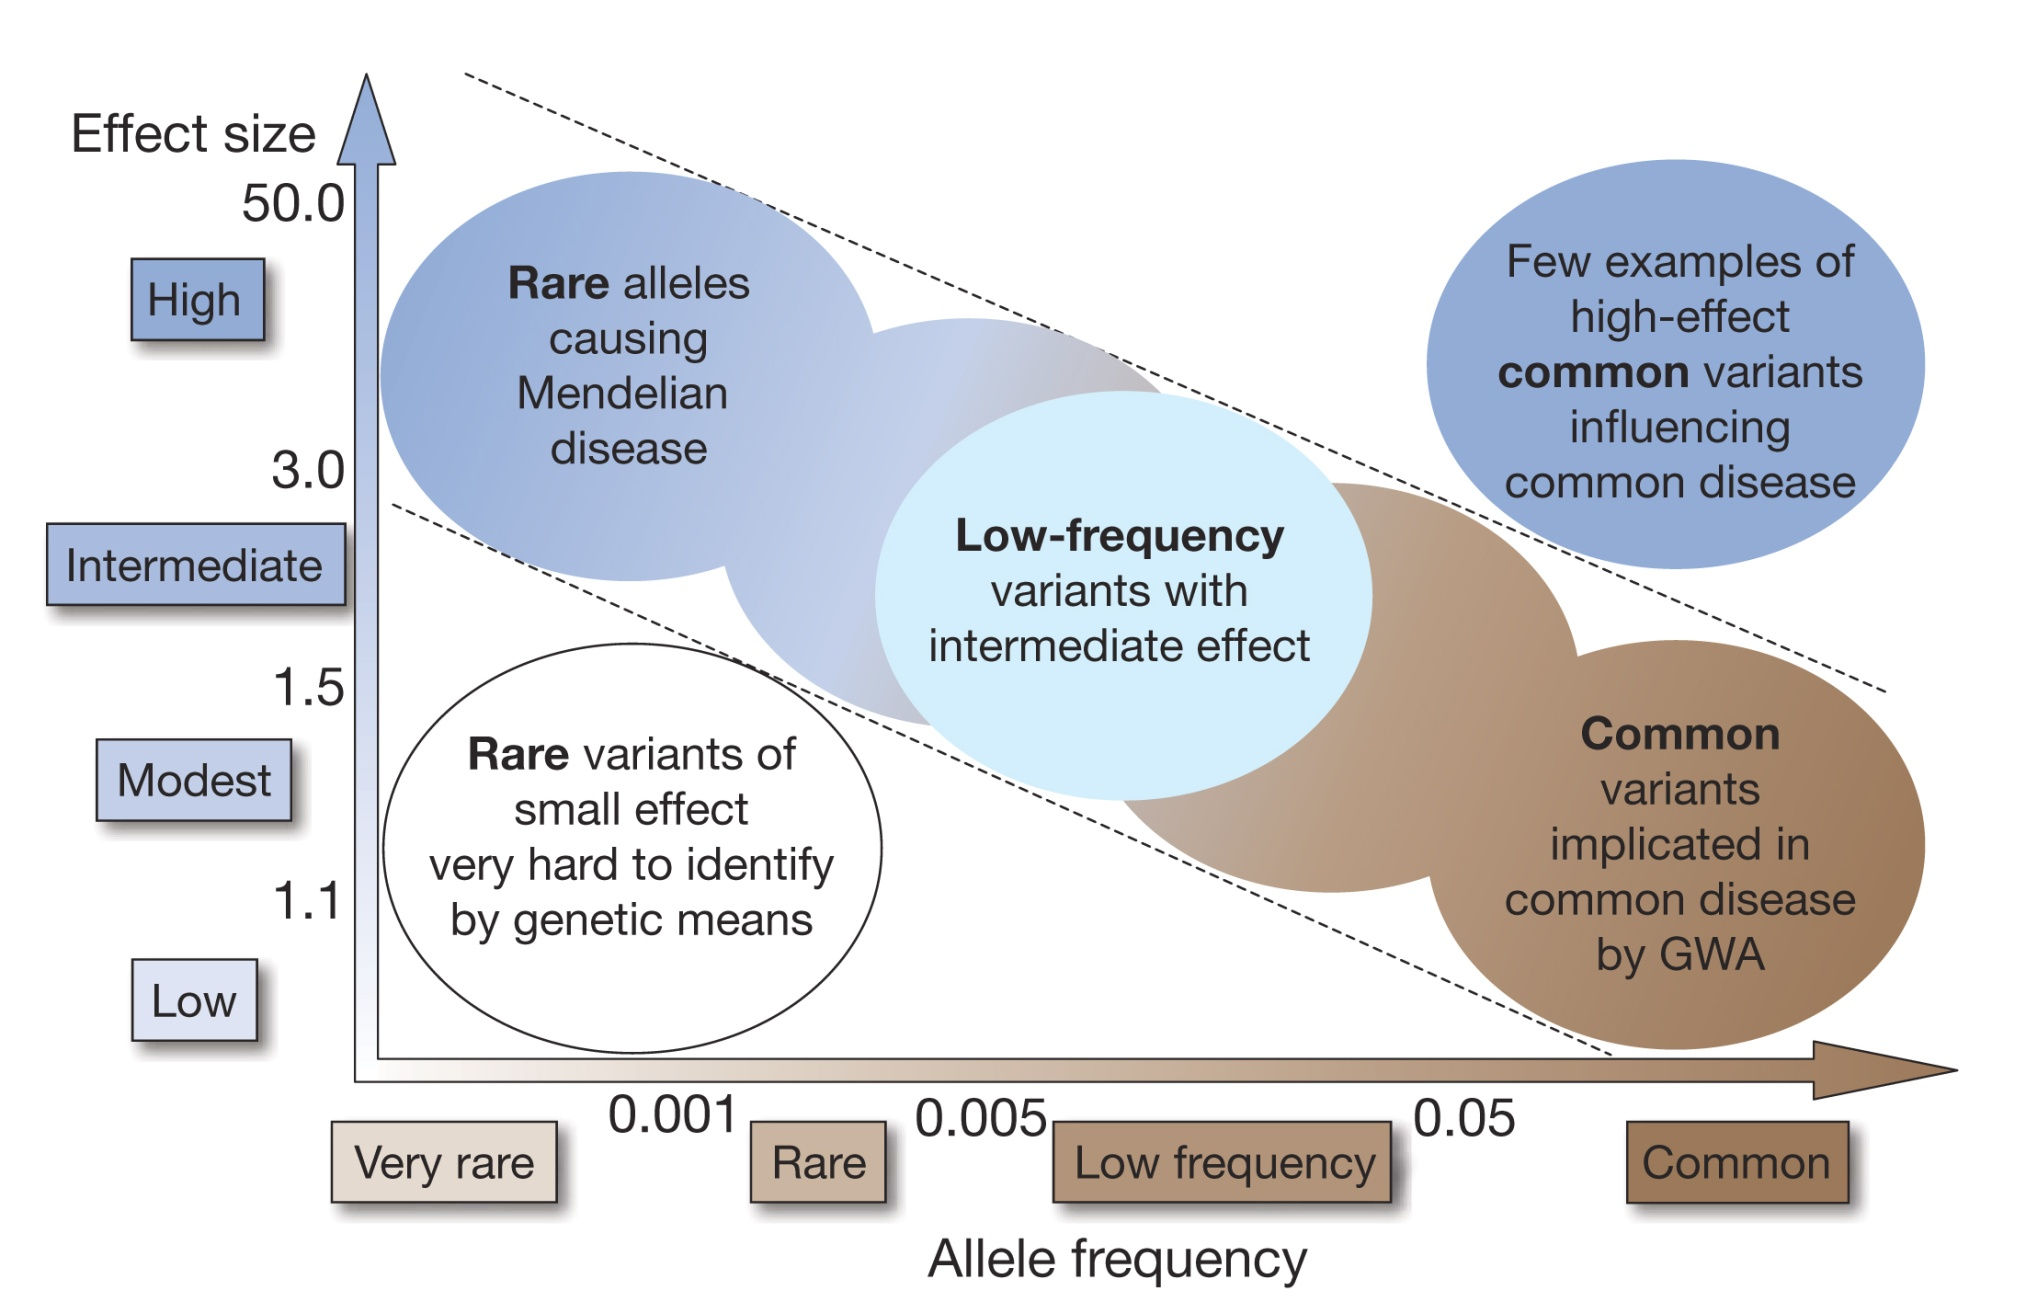 Effect size
50.0
High
3.0
Intermediate
1.5
Modest
1.1
Low
Rare alleles
causing
Mendelian
disease
Few examples of
high-effect
common variants
influencing
common disease
Low-frequency
variants with
intermediate effect
Rare variants of
small effect
very hard to identify
by genetic means
Common
variants
implicated in
common disease
by GWA
0.001
0.005
0.05
Very rare
Rare
Low frequency
Common
Allele frequency